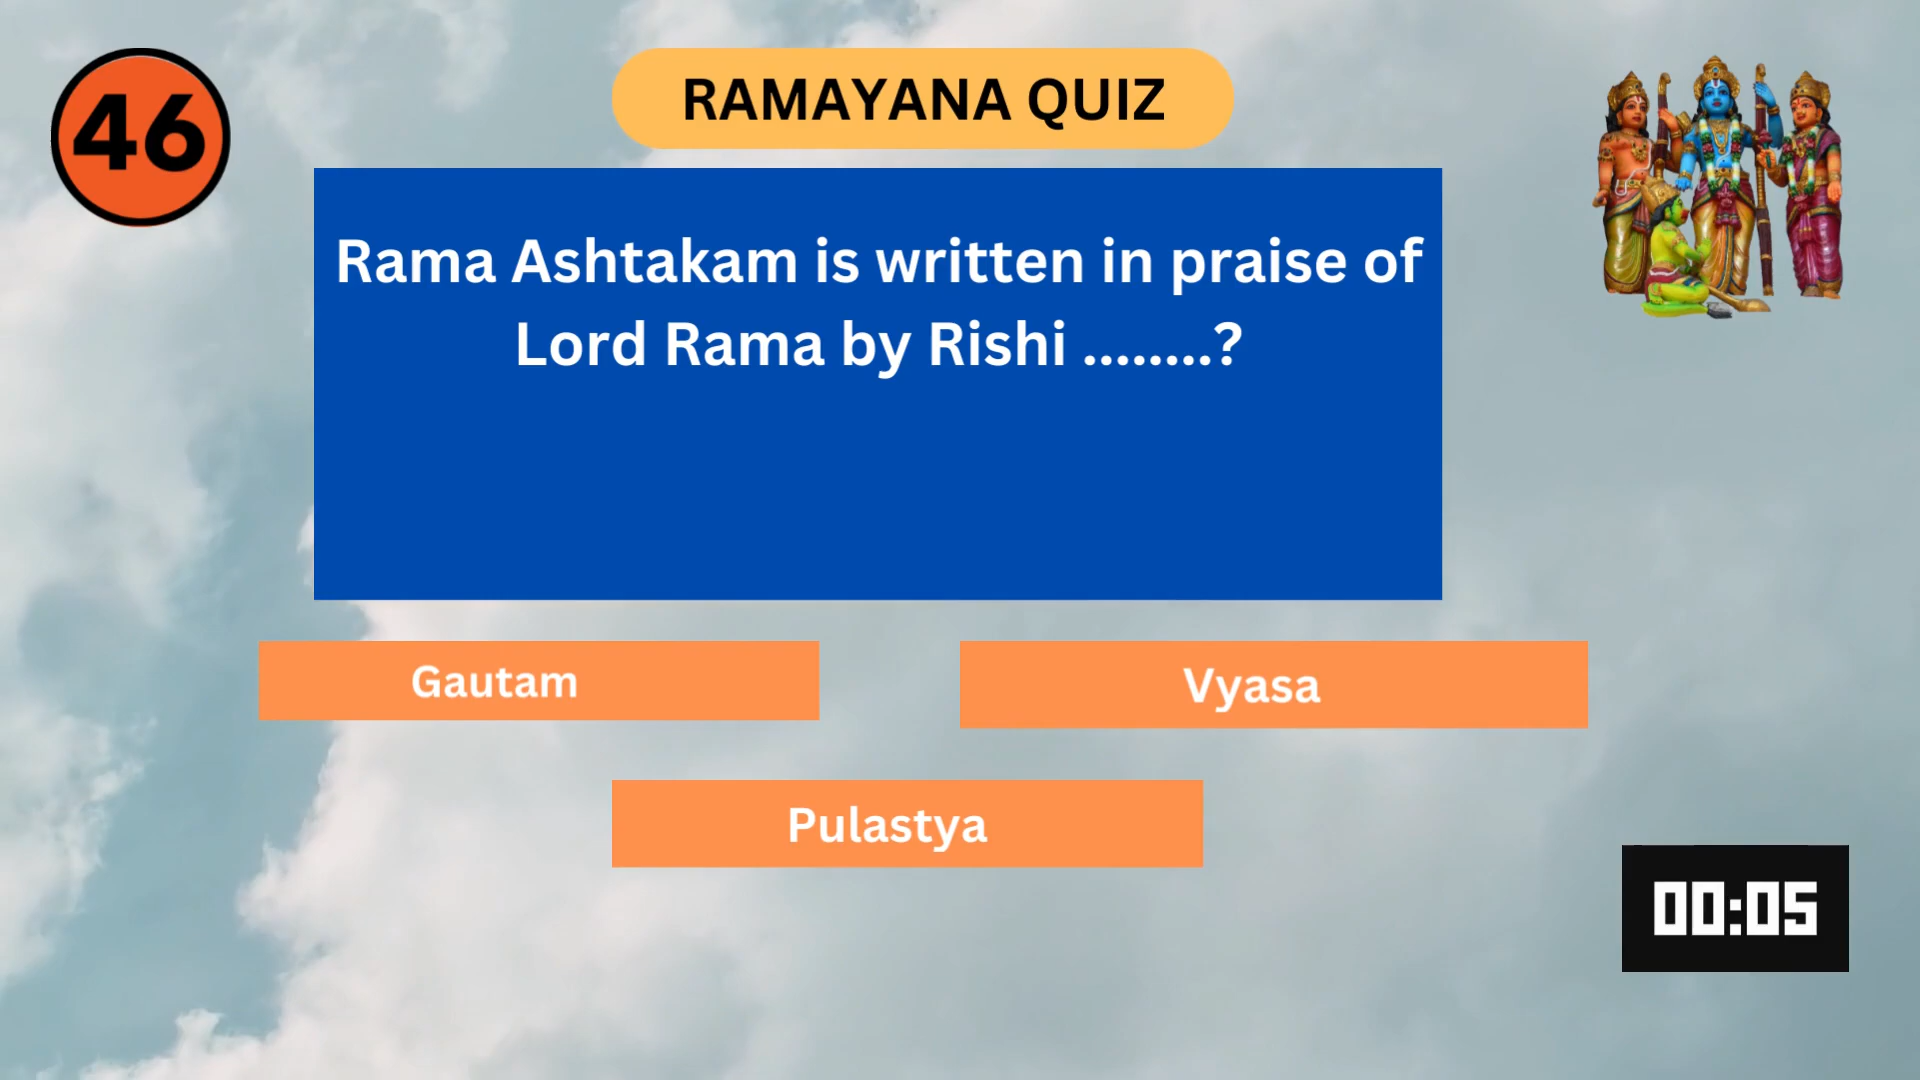 46
RAMAYANA QUIZ
Rama Ashtakam is written in praise of
Lord Rama by Rishi ........?
Gautam
Vyasa
Pulastya
00:05